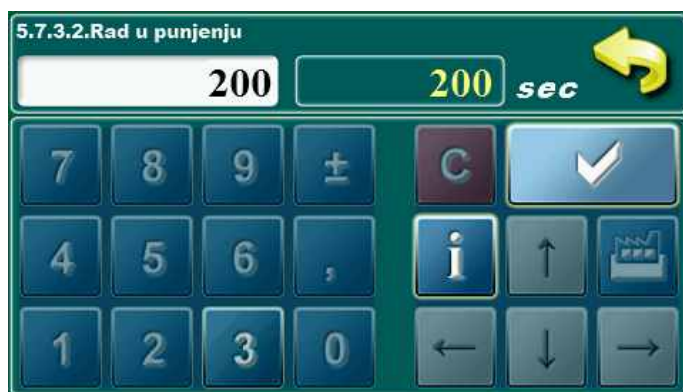 5.7.3.2.Rad u punjenju
200 200 sec
7 8 9 ± C
4 5 6 , i ↑
1 2 3 0 ← ↓ →